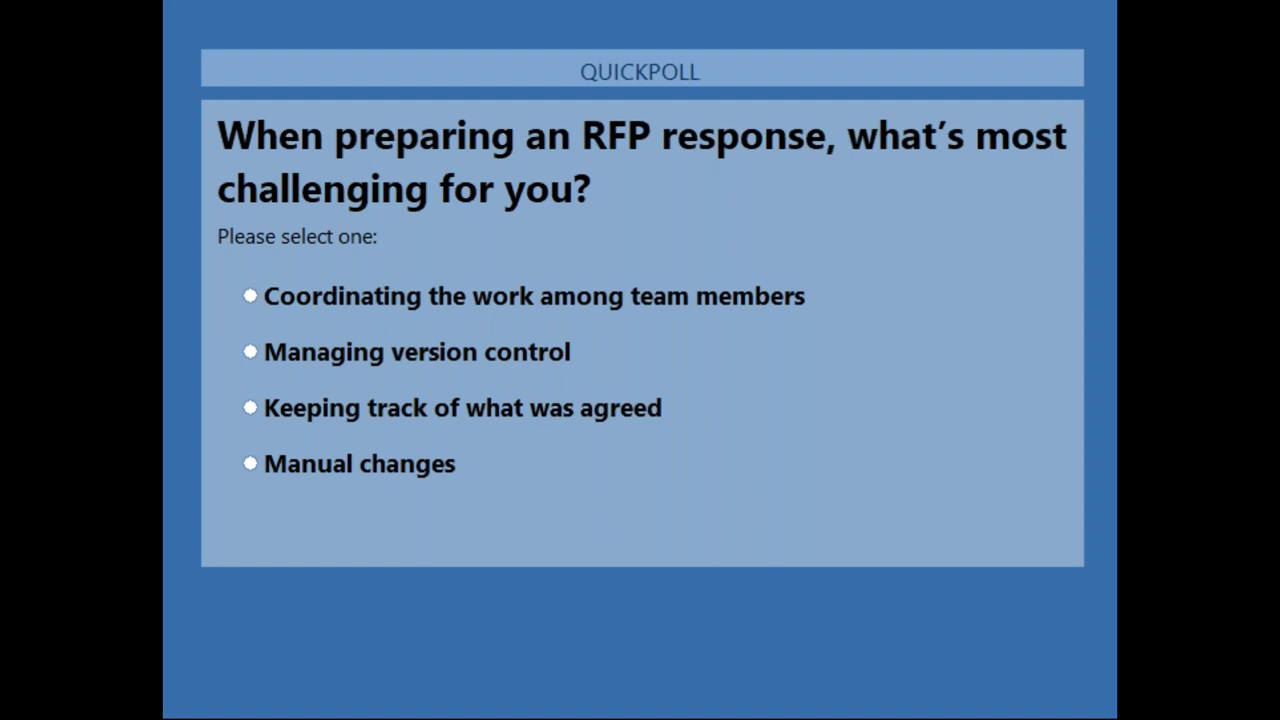 QUICKPOLL
When preparing an RFP response, what’s most
challenging for you?
Please select one:
Coordinating the work among team members
Managing version control
Keeping track of what was agreed
Manual changes